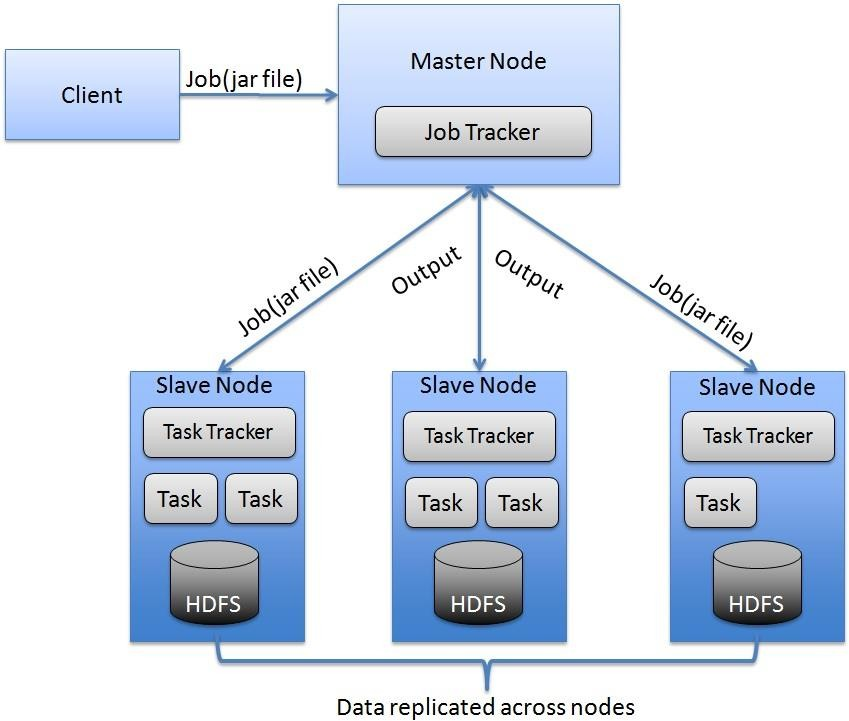 Client
Job(jar file)
Master Node
Job Tracker
Job(jar file)
Output
Output
Job(jar file)
Slave Node
Task Tracker
Task
Task
HDFS
Slave Node
Task Tracker
Task
Task
HDFS
Slave Node
Task Tracker
Task
HDFS
Data replicated across nodes